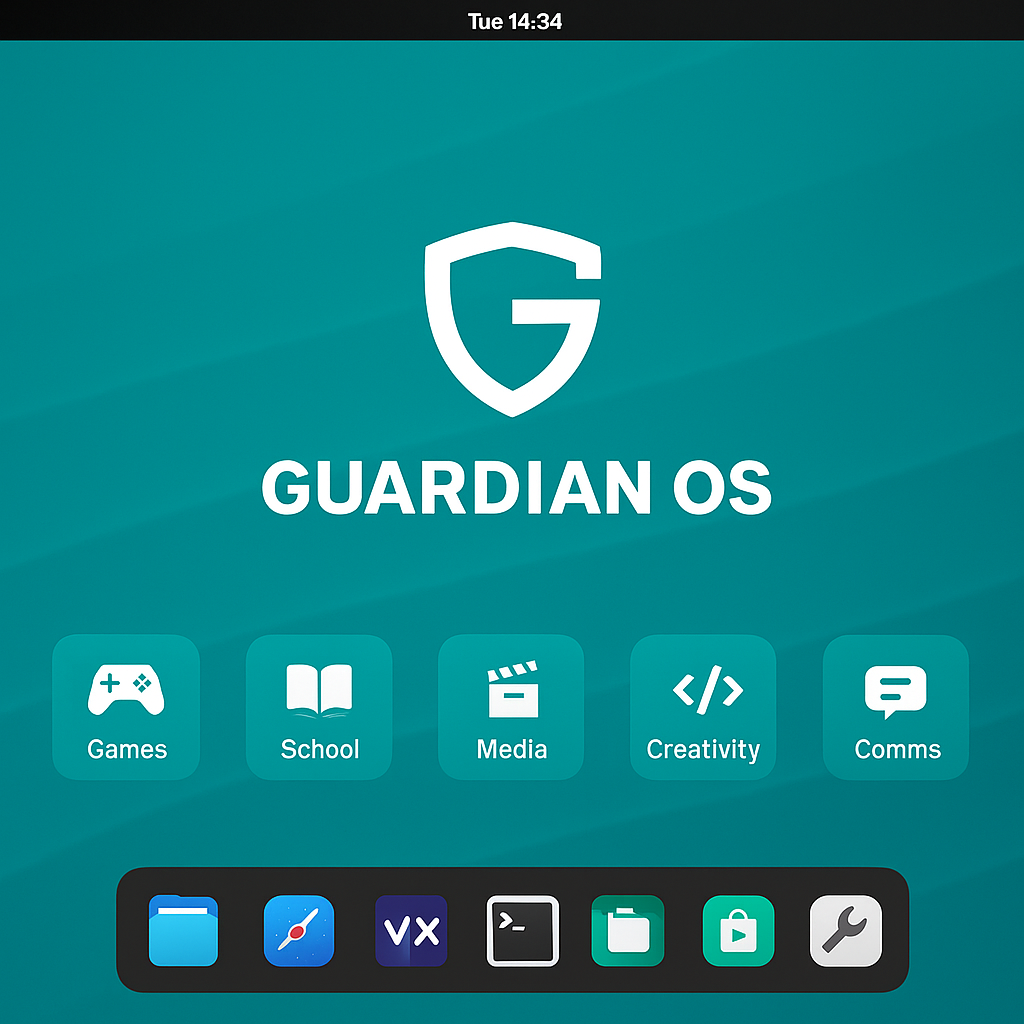 Tue 14:34
G
GUARDIAN OS
Games
School
Media
Creativity
Comms
VX